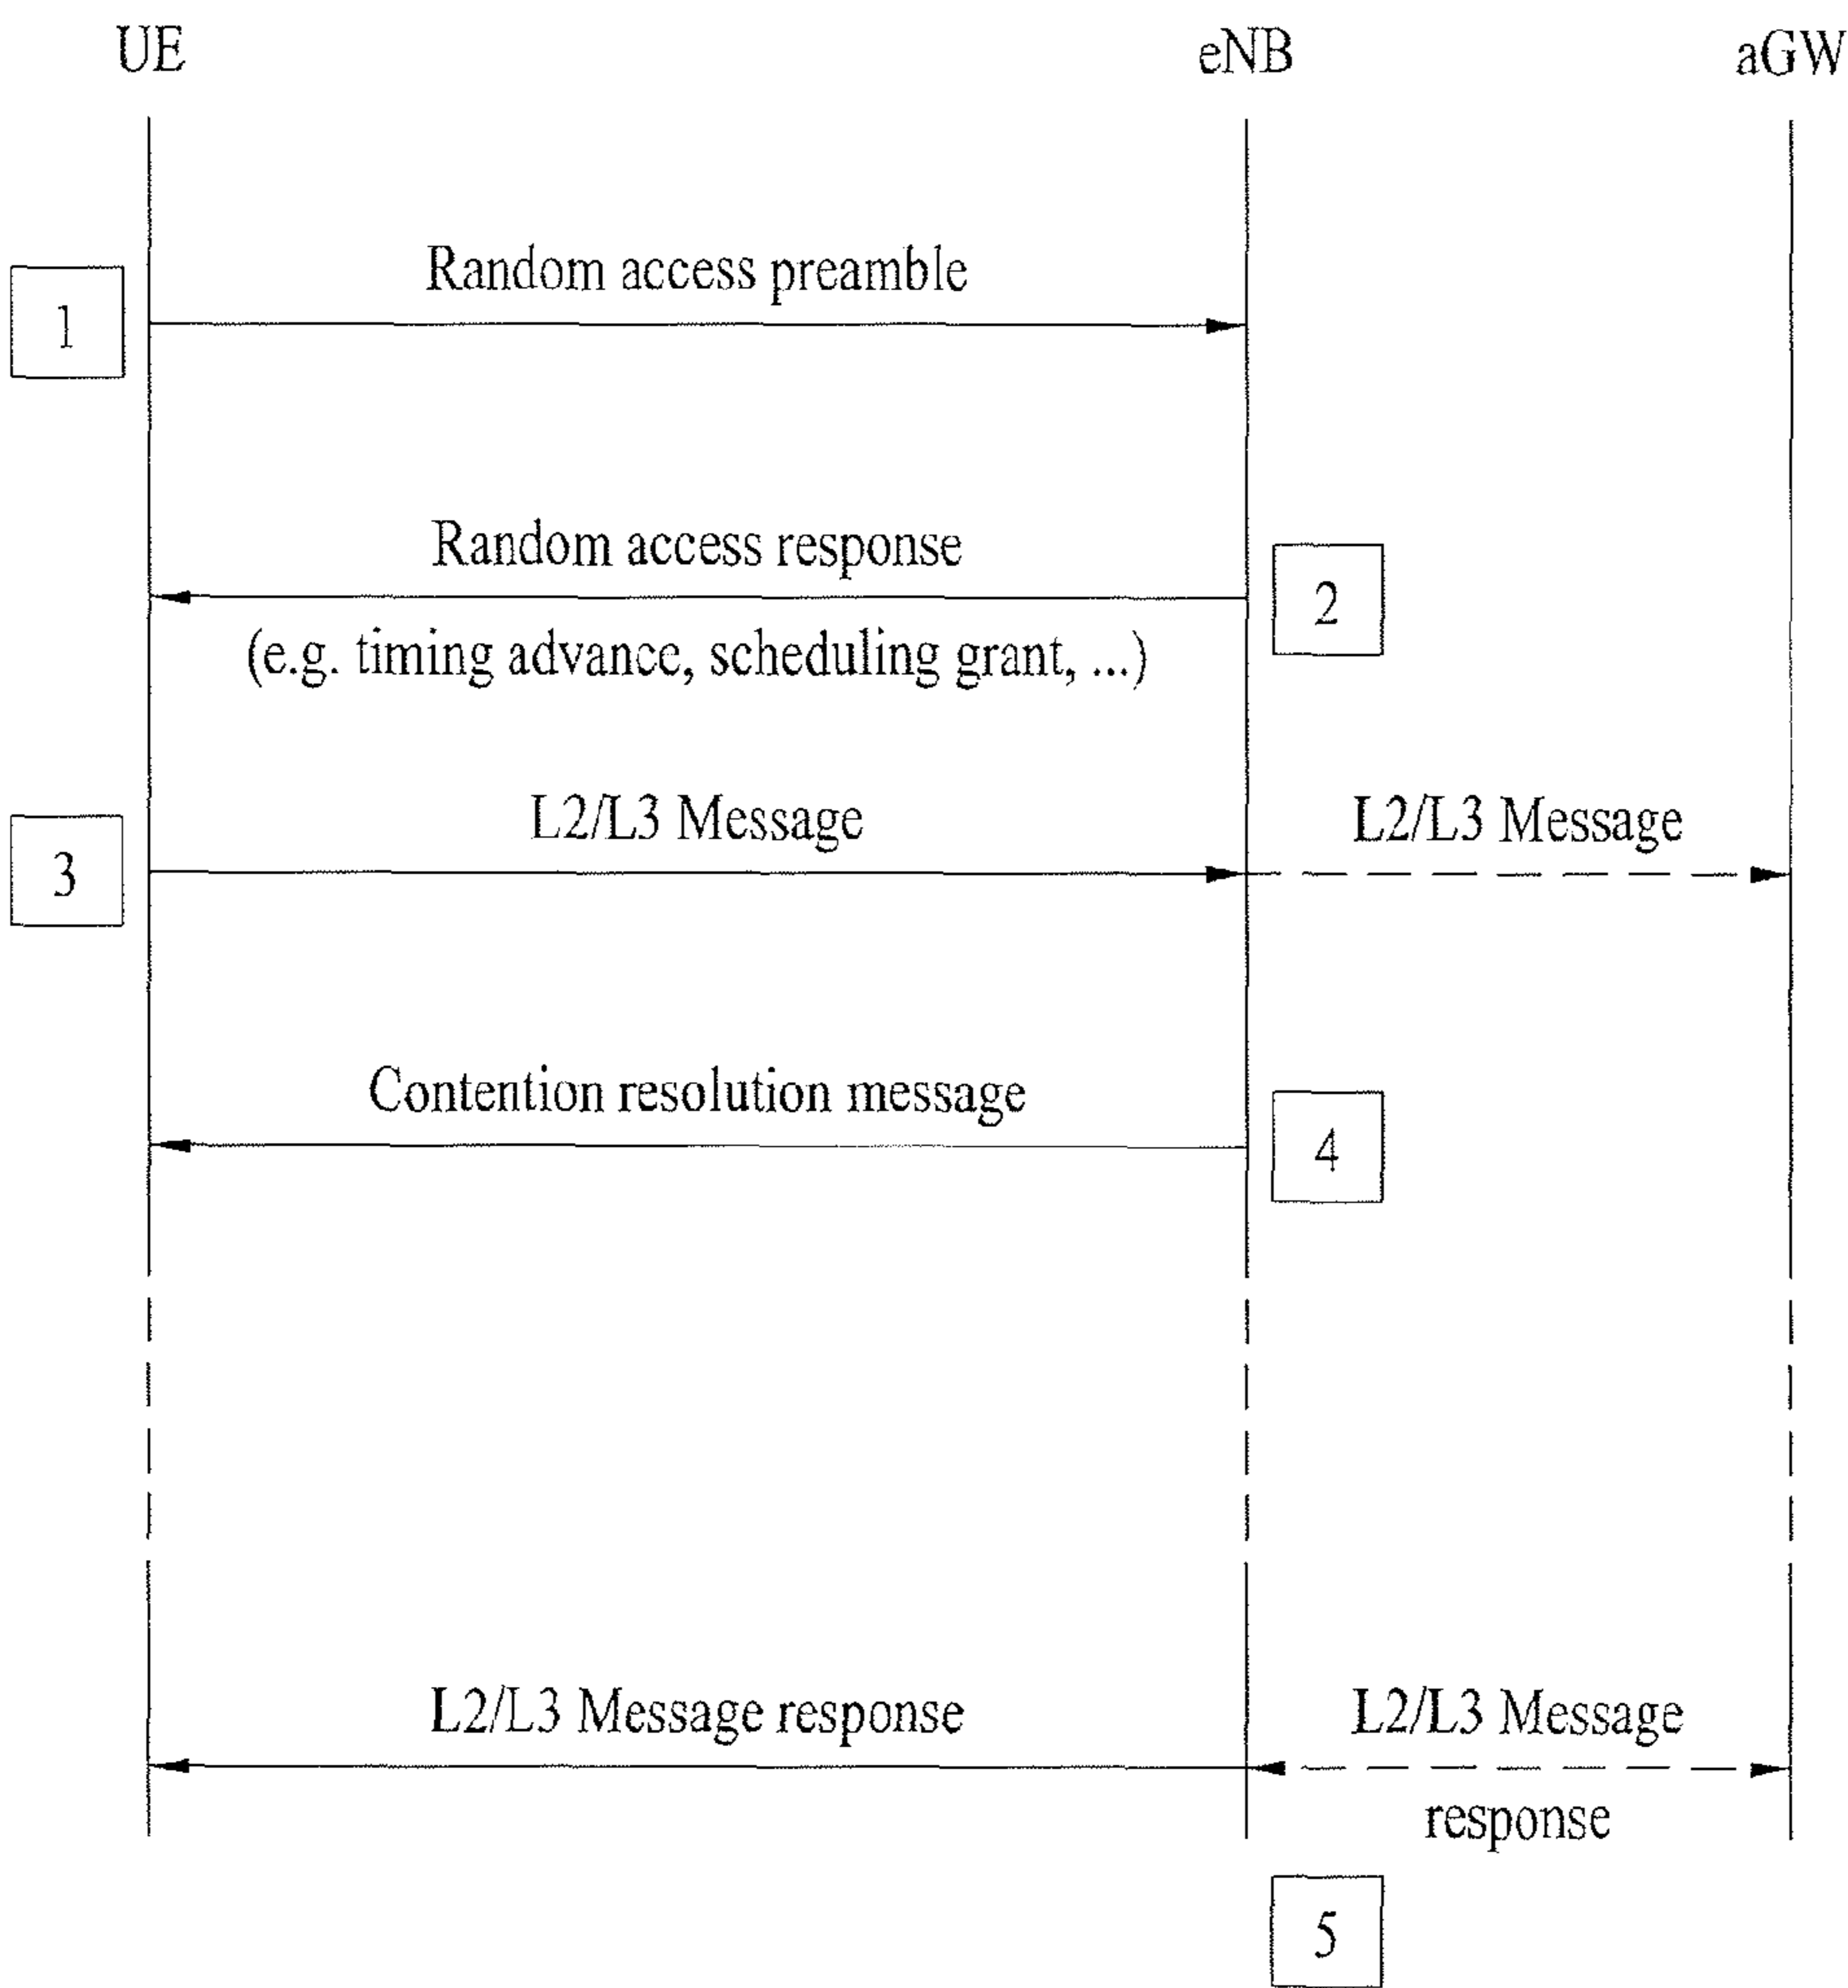 UE
eNB
aGW
Random access preamble
1
Random access response
2
(e.g. timing advance, scheduling grant, ...)
L2/L3 Message
L2/L3 Message
3
Contention resolution message
4
L2/L3 Message response
L2/L3 Message
response
5